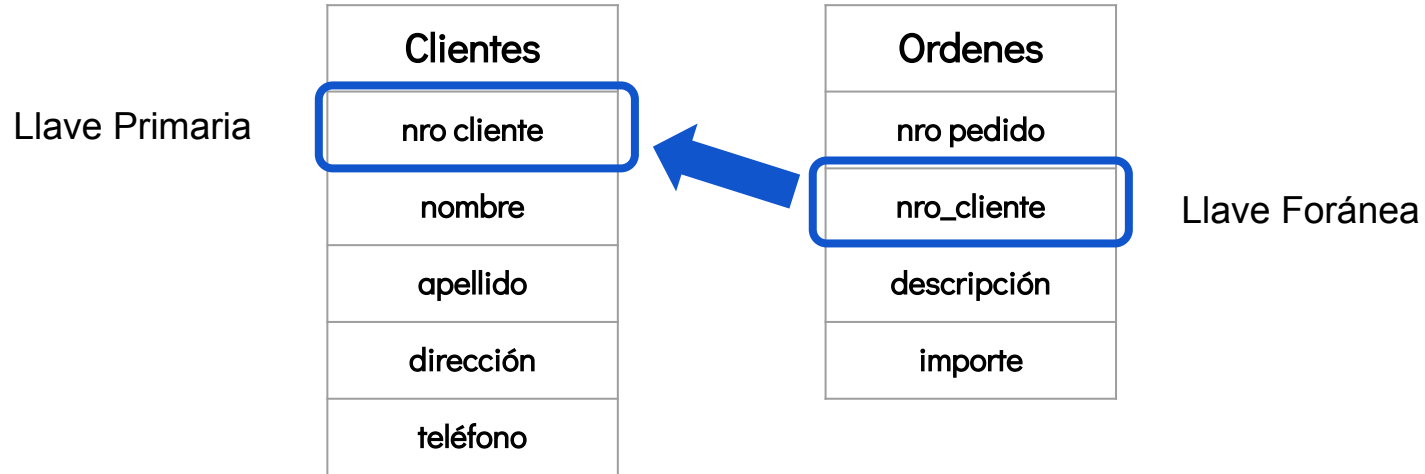 Clientes
Ordenes
Llave Primaria
nro cliente
nro pedido
nombre
nro_cliente
Llave Foránea
apellido
descripción
dirección
importe
teléfono